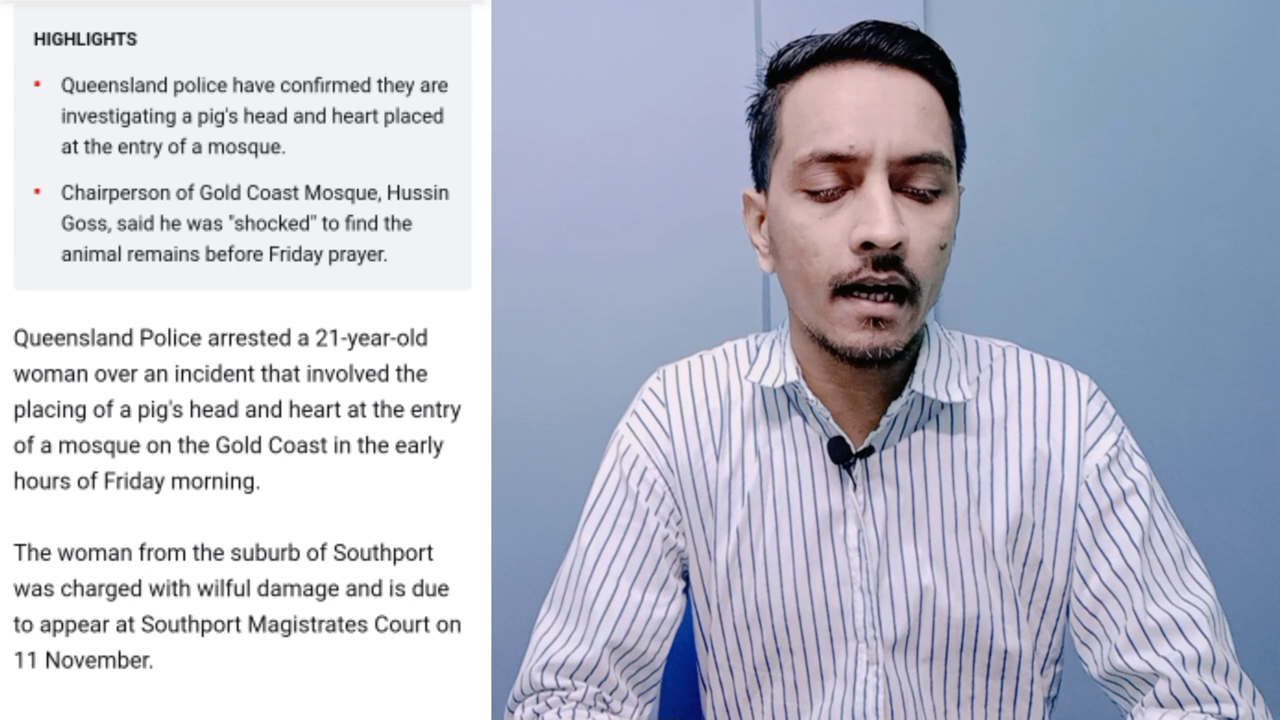 HIGHLIGHTS
Queensland police have confirmed they are
investigating a pig's head and heart placed
at the entry of a mosque.
Chairperson of Gold Coast Mosque, Hussin
Goss, said he was "shocked" to find the
animal remains before Friday prayer.
Queensland Police arrested a 21-year-old
woman over an incident that involved the
placing of a pig's head and heart at the entry
of a mosque on the Gold Coast in the early
hours of Friday morning.
The woman from the suburb of Southport
was charged with wilful damage and is due
to appear at Southport Magistrates Court on
11 November.